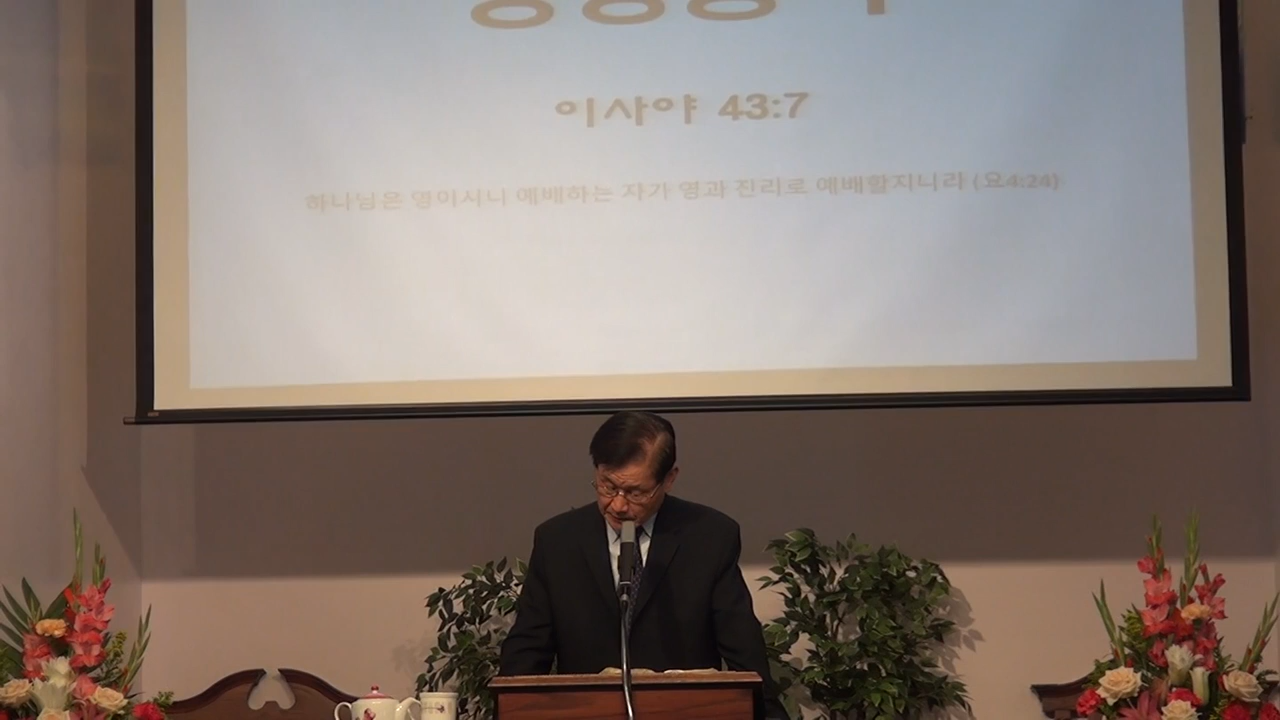 이사야 43:7
하나님은 영이시니 예배하는 자가 영과 진리로 예배할지니라 (요4:24)